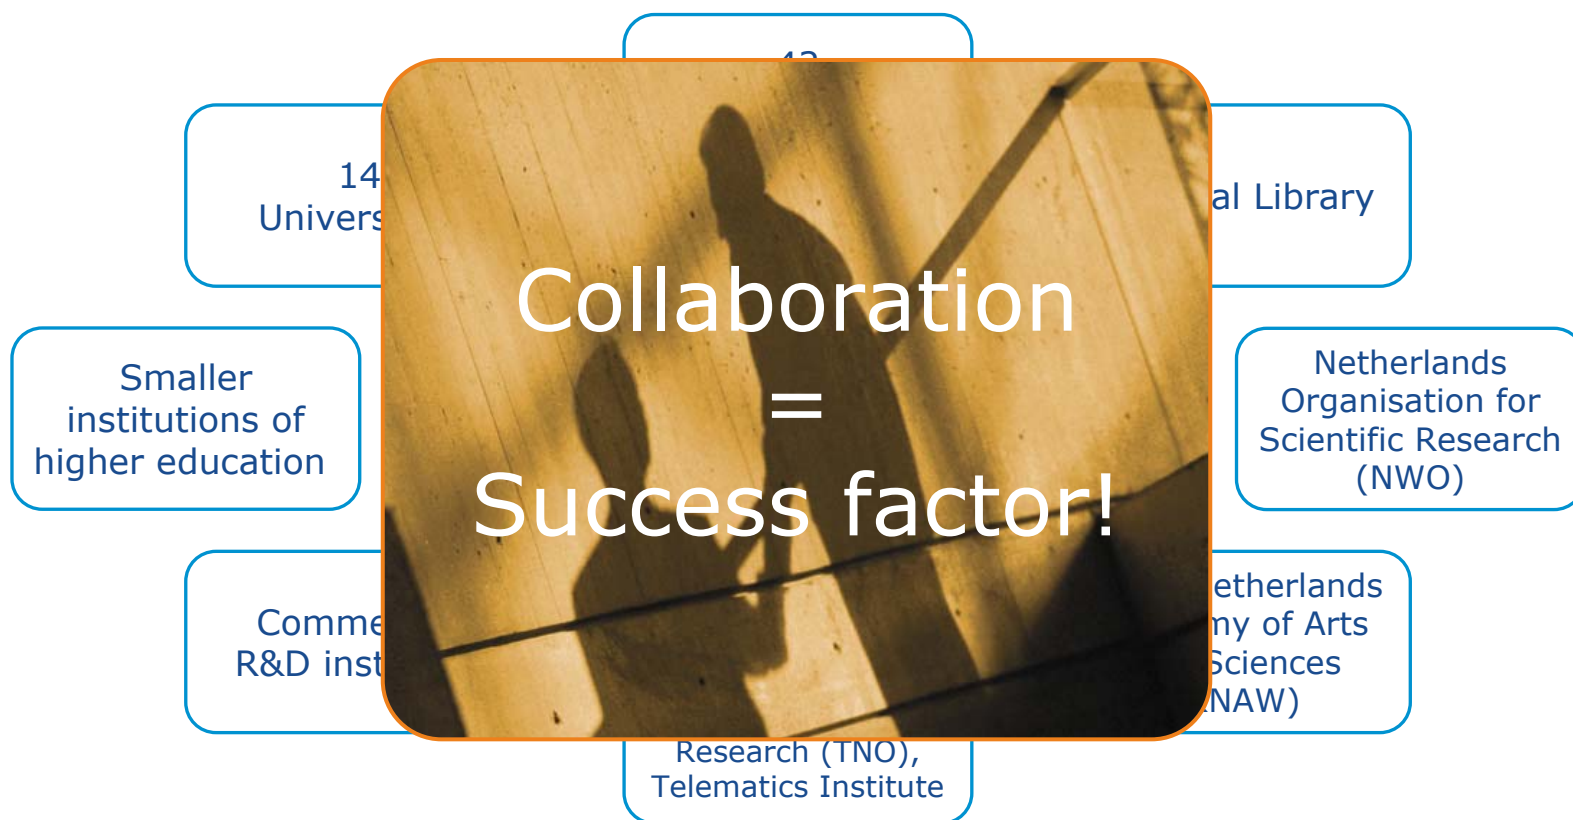 14
Univers
al Library
Collaboration
=
Success factor!
Smaller
institutions of
higher education
Netherlands
Organisation for
Scientific Research
(NWO)
Comme
R&D inst
etherlands
my of Arts
Sciences
NAW)
Research (TNO),
Telematics Institute